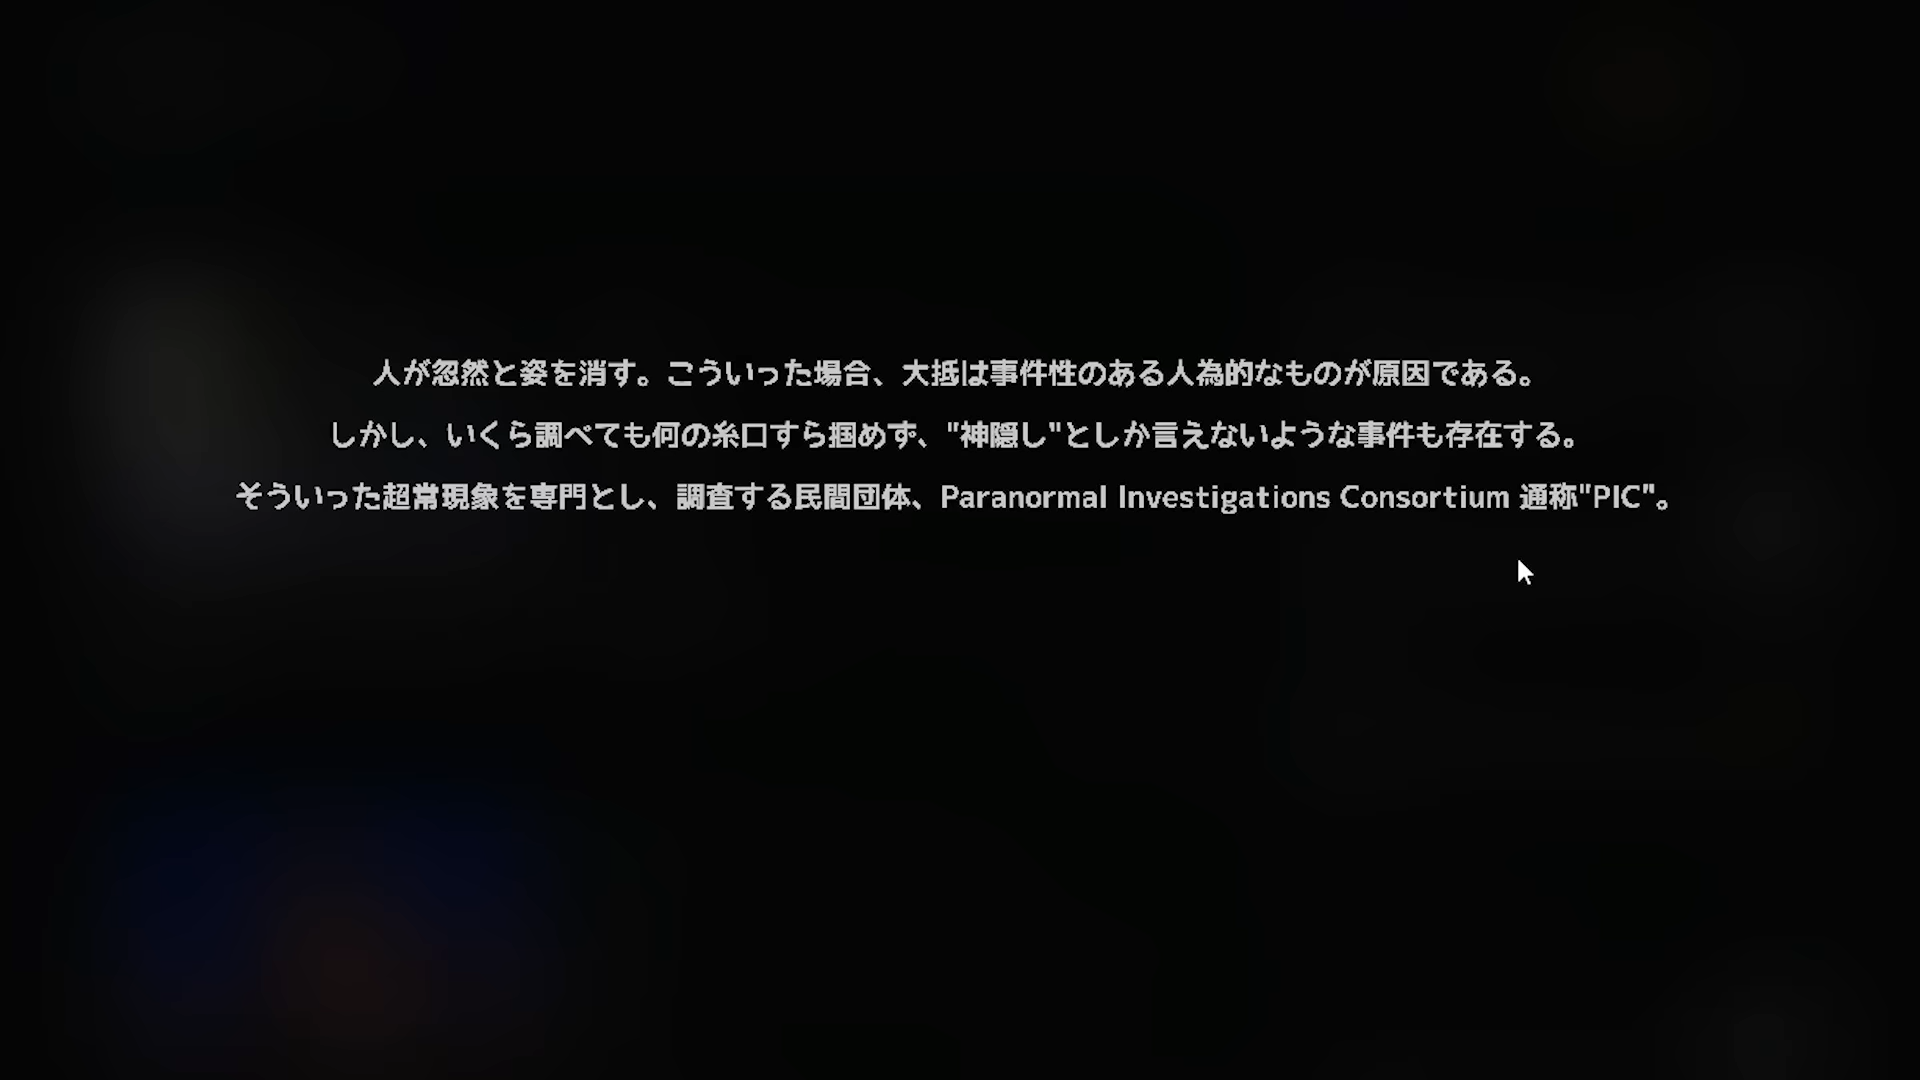 人が忽然と姿を消す。こういった場合、大抵は事件性のある人為的なものが原因である。
しかし、いくら調べても何の糸口すら掴めず、"神隠し"としか言えないような事件も存在する。
そういった超常現象を専門とし、調査する民間団体、Paranormal Investigations Consortium 通称"PIC"。